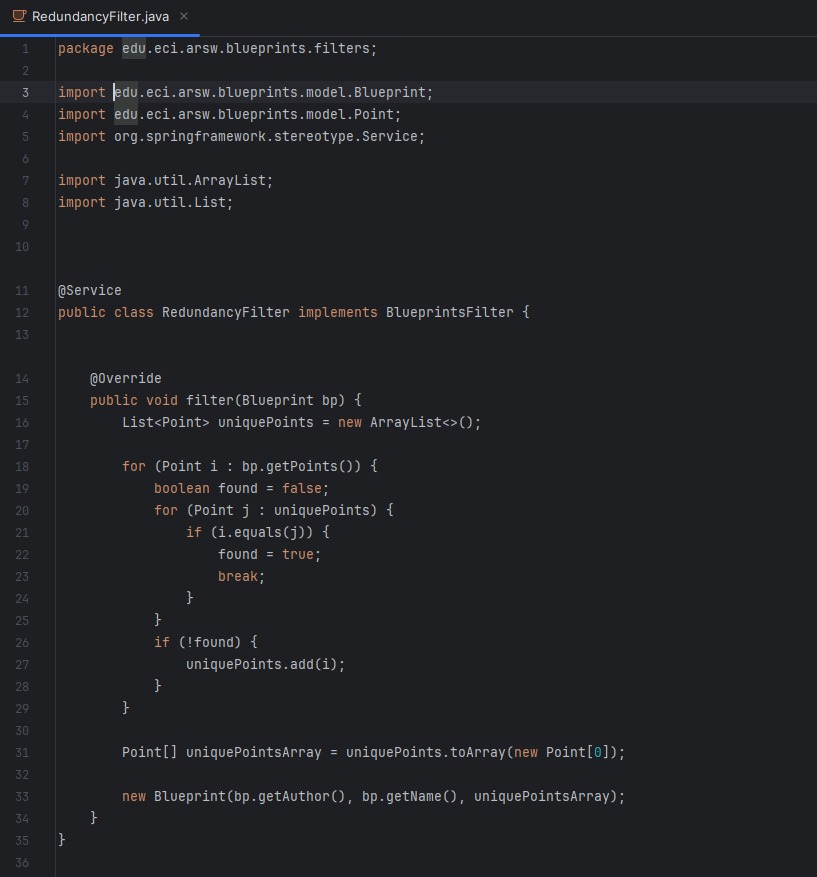 RedundancyFilter.java
1 package edu.eci.arsw.blueprints.filters;
2
3 import edu.eci.arsw.blueprints.model.Blueprint;
4 import edu.eci.arsw.blueprints.model.Point;
5 import org.springframework.stereotype.Service;
6
7 import java.util.ArrayList;
8 import java.util.List;
9
10
11 @Service
12 public class RedundancyFilter implements BlueprintsFilter {
13
14     @Override
15     public void filter(Blueprint bp) {
16         List<Point> uniquePoints = new ArrayList<>();
17
18         for (Point i : bp.getPoints()) {
19             boolean found = false;
20             for (Point j : uniquePoints) {
21                 if (i.equals(j)) {
22                     found = true;
23                     break;
24                 }
25             }
26             if (!found) {
27                 uniquePoints.add(i);
28             }
29         }
30
31         Point[] uniquePointsArray = uniquePoints.toArray(new Point[0]);
32
33         new Blueprint(bp.getAuthor(), bp.getName(), uniquePointsArray);
34     }
35 }
36